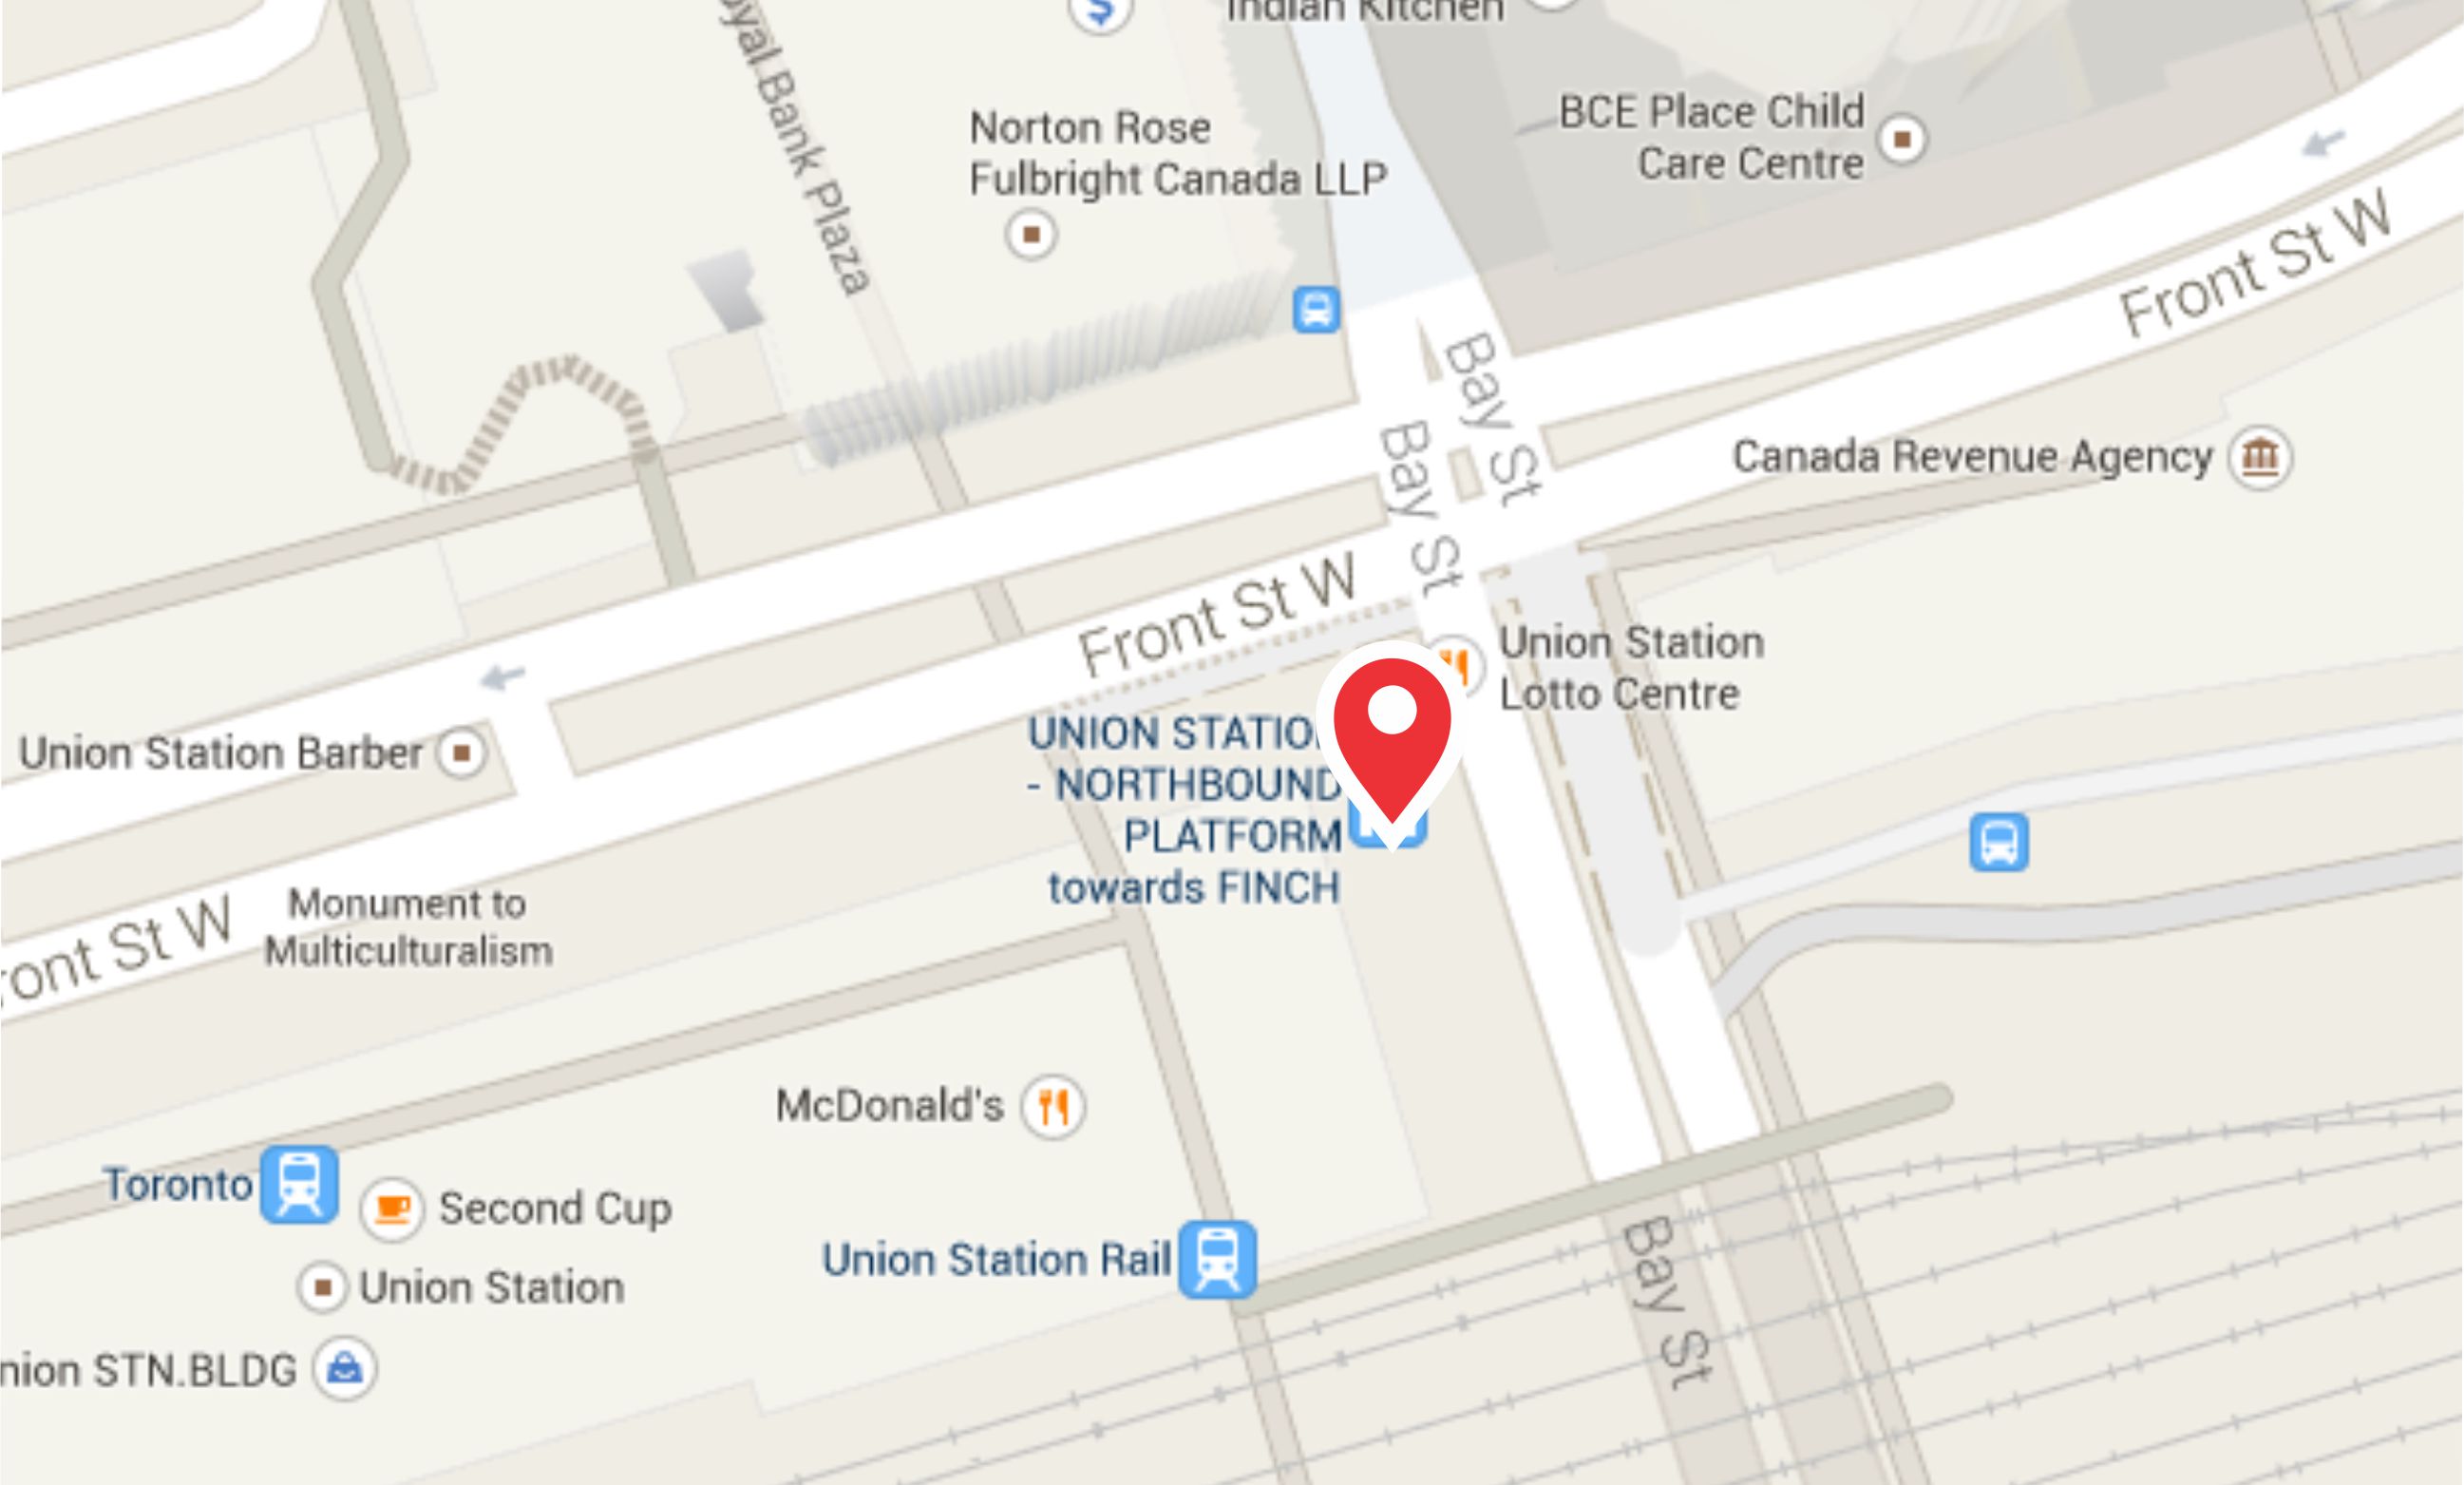 Indian Kitchen
Royal Bank Plaza
Norton Rose
Fulbright Canada LLP
BCE Place Child
Care Centre
Front St W
Bay St
Bay St
Canada Revenue Agency
Front St W
Union Station
Lotto Centre
Union Station Barber
UNION STATIO
- NORTHBOUND
PLATFORM
towards FINCH
Monument to
Multiculturalism
ront St W
McDonald's
Toronto
Second Cup
Union Station Rail
Union Station
Bay St
nion STN.BLDG